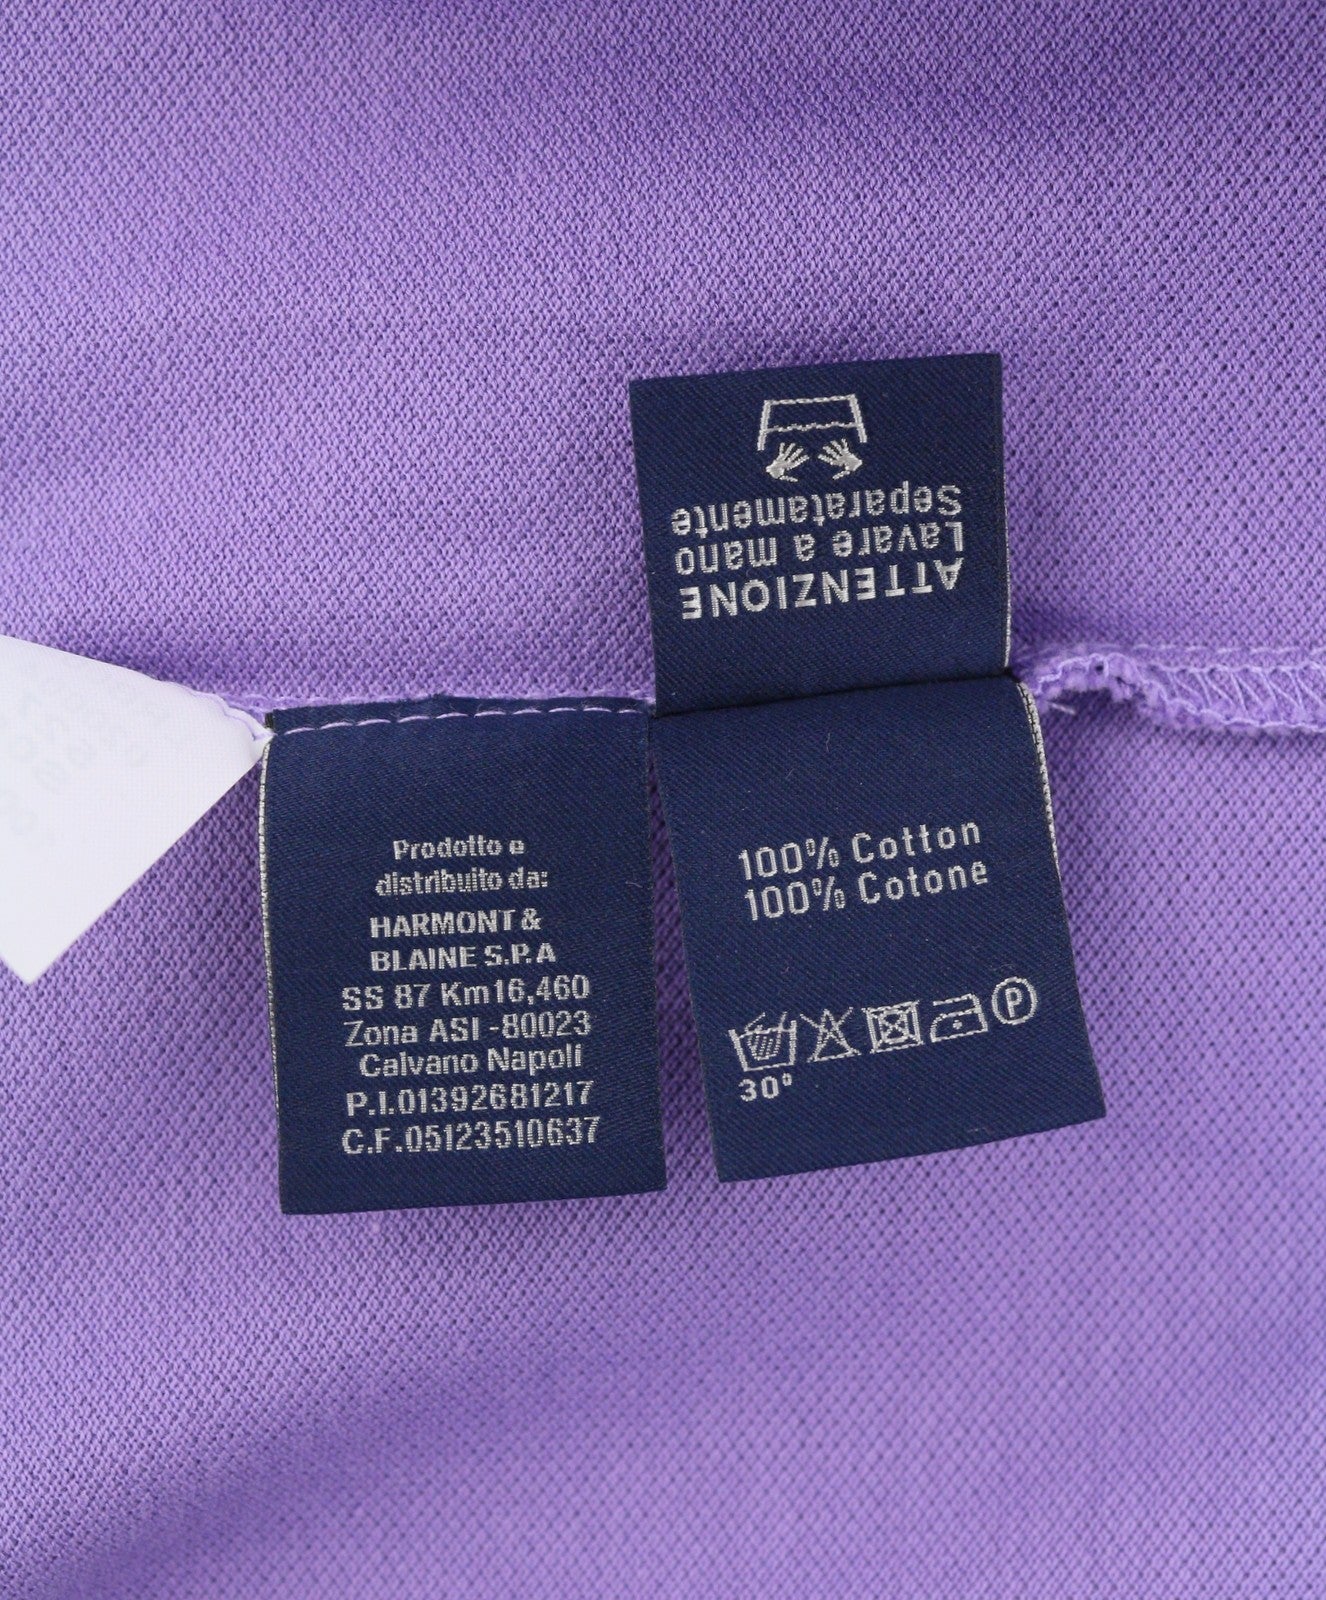 ATTENZIONE
Lavare a mano
Separatamente
Prodotto e
distribuito da:
HARMONT &
BLAINE S.P.A
SS 87 Km16,460
Zona ASI -80023
Calvano Napoli
P.I.01392681217
C.F.05123510637
100% Cotton
100% Cotone
P
30°